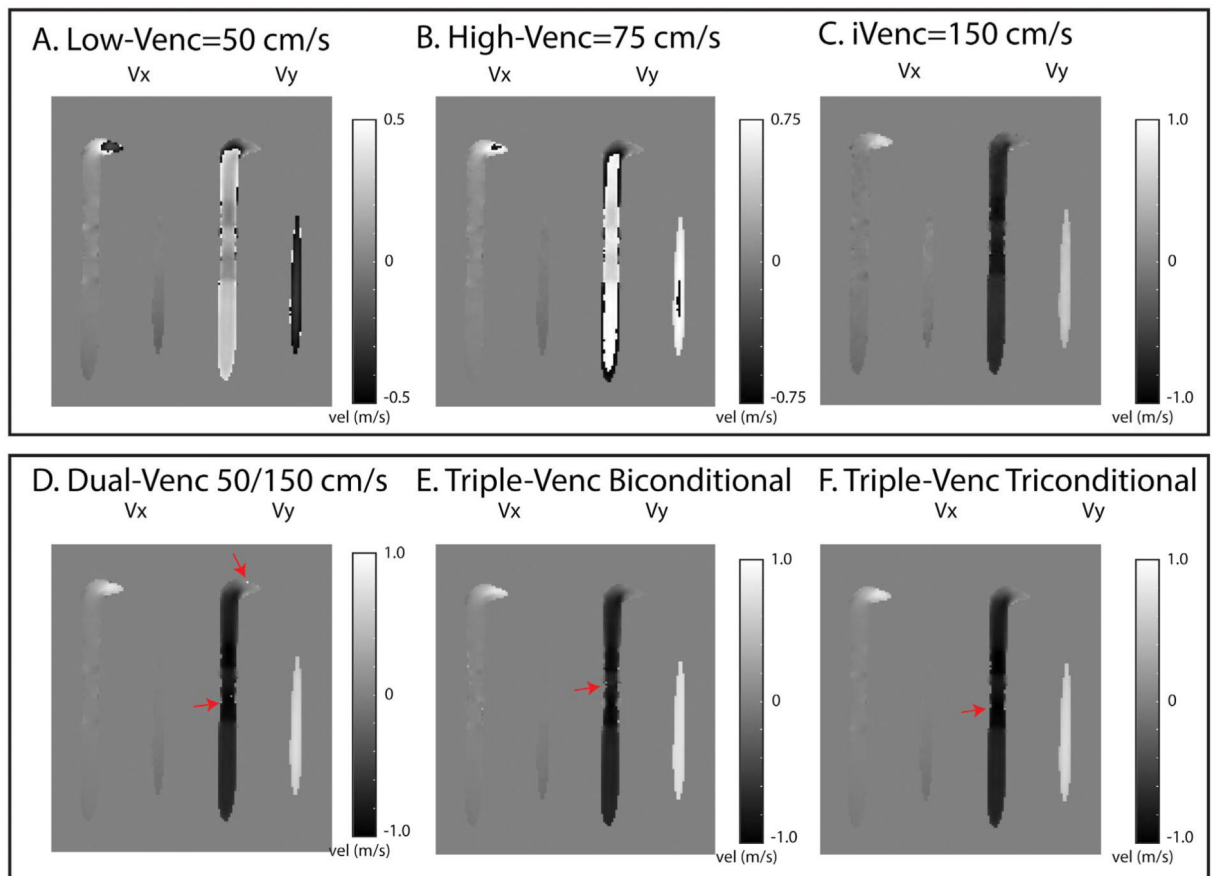 A. Low-Venc=50 cm/s
Vx Vy
0.5
0
-0.5
vel (m/s)
B. High-Venc=75 cm/s
Vx Vy
0.75
0
-0.75
vel (m/s)
C. iVenc=150 cm/s
Vx Vy
1.0
0
-1.0
vel (m/s)
D. Dual-Venc 50/150 cm/s
Vx Vy
1.0
0
-1.0
vel (m/s)
E. Triple-Venc Biconditional
Vx Vy
1.0
0
-1.0
vel (m/s)
F. Triple-Venc Triconditional
Vx Vy
1.0
0
-1.0
vel (m/s)